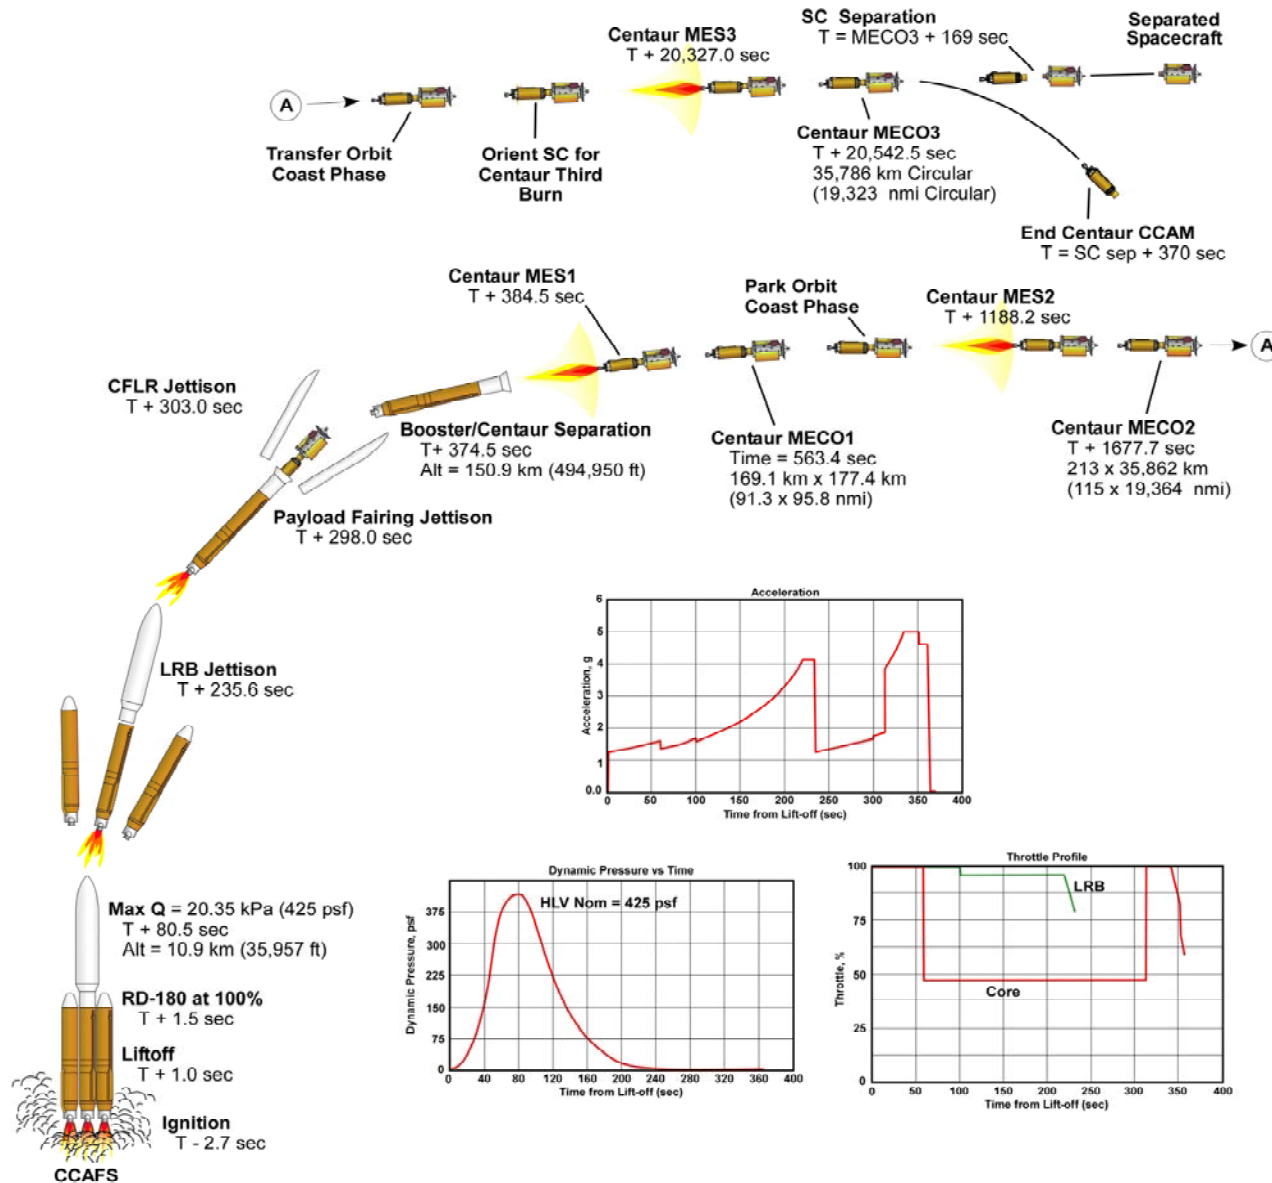 Centaur MES3
T + 20,327.0 sec
SC Separation
T = MECO3 + 169 sec
Separated
Spacecraft
A
Transfer Orbit
Coast Phase
Orient SC for
Centaur Third
Burn
Centaur MECO3
T + 20,542.5 sec
35,786 km Circular
(19,323 nmi Circular)
End Centaur CCAM
T = SC sep + 370 sec
Centaur MES1
T + 384.5 sec
Park Orbit
Coast Phase
Centaur MES2
T + 1188.2 sec
A
CFLR Jettison
T + 303.0 sec
Booster/Centaur Separation
T+ 374.5 sec
Alt = 150.9 km (494,950 ft)
Centaur MECO1
Time = 563.4 sec
169.1 km x 177.4 km
(91.3 x 95.8 nmi)
Centaur MECO2
T + 1677.7 sec
213 x 35,862 km
(115 x 19,364 nmi)
Payload Fairing Jettison
T + 298.0 sec
LRB Jettison
T + 235.6 sec
Acceleration
6
5
4
3
2
1
0.0
Acceleration, g
0 50 100 150 200 250 300 350 400
Time from Lift-off (sec)
Max Q = 20.35 kPa (425 psf)
T + 80.5 sec
Alt = 10.9 km (35,957 ft)
RD-180 at 100%
T + 1.5 sec
Liftoff
T + 1.0 sec
Ignition
T - 2.7 sec
CCAFS
Dynamic Pressure vs Time
HLV Nom = 425 psf
375
300
225
150
75
0
Dynamic Pressure, psf
0 40 80 120 160 200 240 280 360 400
Time from Lift-off (sec)
Throttle Profile
100
75
50
25
0
Throttle, %
LRB
Core
0 50 100 150 200 250 300 350 400
Time from Lift-off (sec)